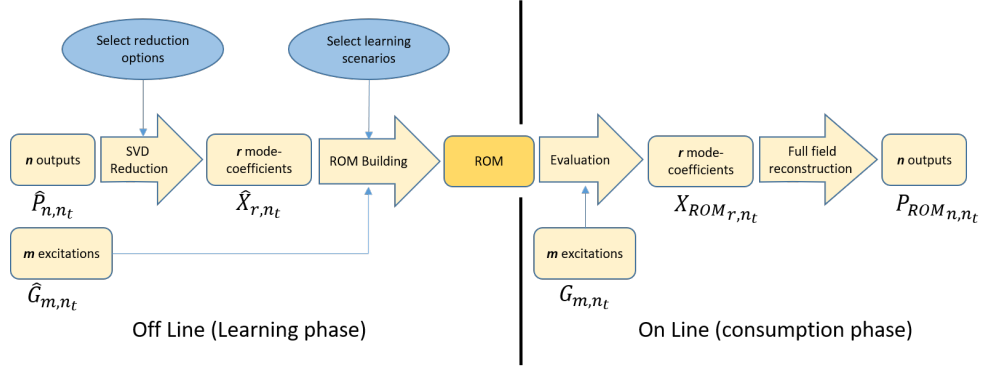 Select reduction
options
Select learning
scenarios
n outputs
SVD
Reduction
r mode-
coefficients
ROM Building
ROM
Evaluation
r mode-
coefficients
Full field
reconstruction
n outputs
P̂n,nt
X̂r,nt
XROMr,nt
PROMn,nt
m excitations
m excitations
Ĝm,nt
Gm,nt
Off Line (Learning phase)
On Line (consumption phase)